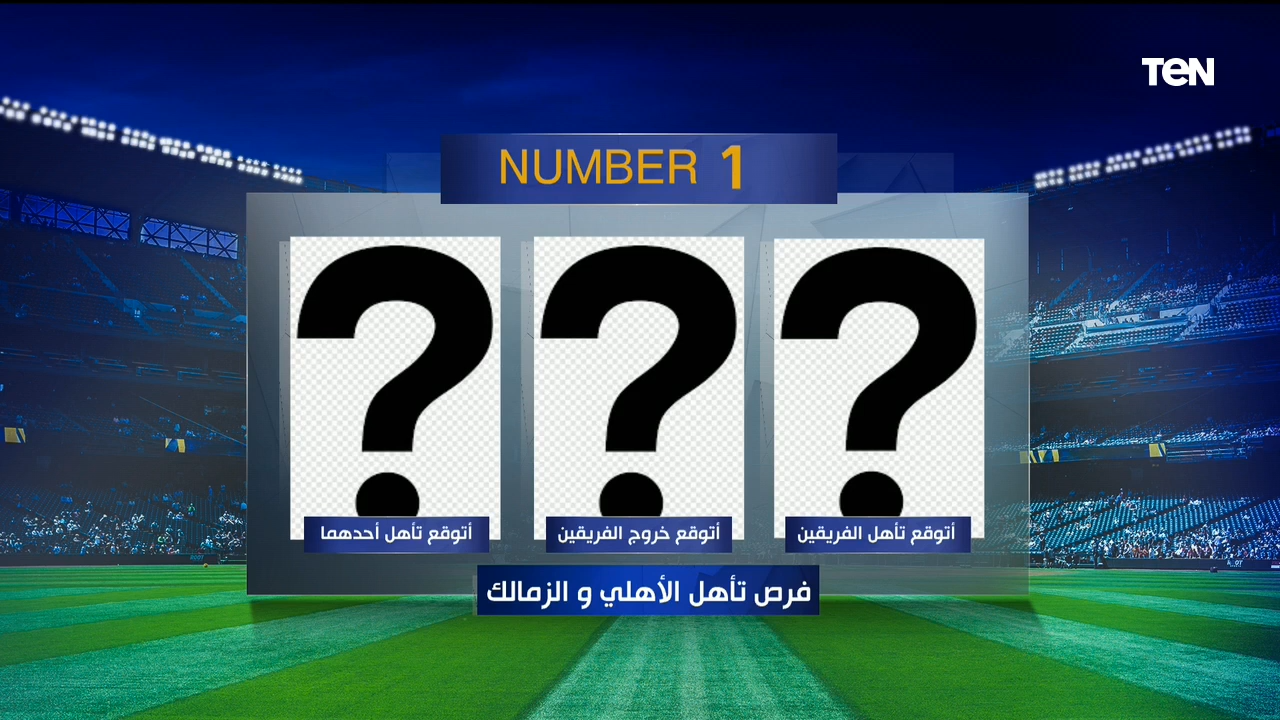 TeN
NUMBER 1
أتوقع تأهل الفريقين
أتوقع خروج الفريقين
أتوقع تأهل أحدهما
فرص تأهل الأهلي و الزمالك